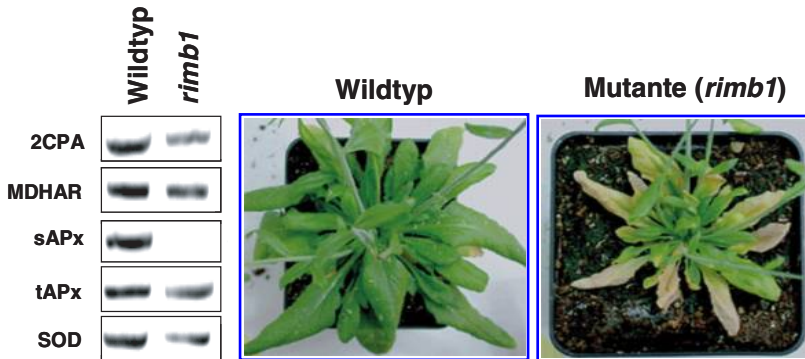 Wildtyp
rimb1
Wildtyp
Mutante (rimb1)
2CPA
MDHAR
sAPx
tAPx
SOD